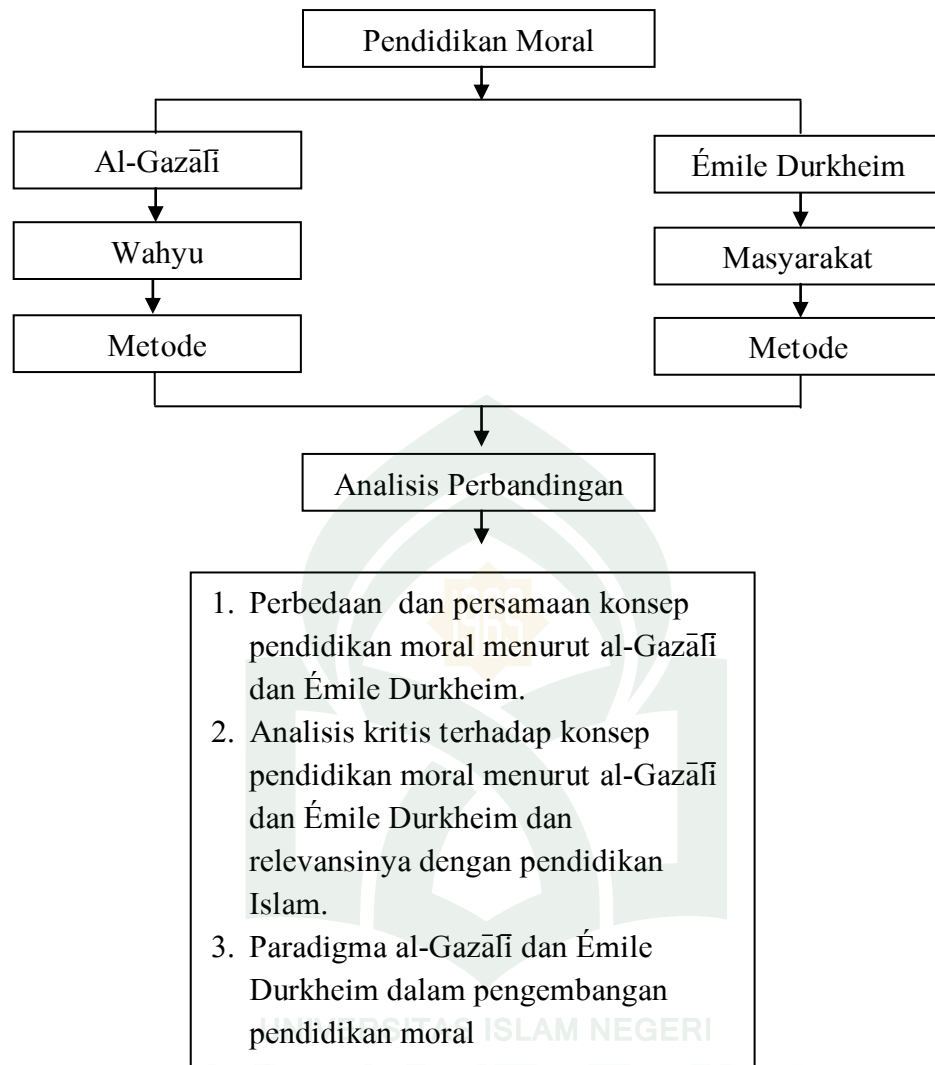 Pendidikan Moral
Al-Gazālī
Émile Durkheim
Wahyu
Masyarakat
Metode
Metode
Analisis Perbandingan
1965
1. Perbedaan dan persamaan konsep
pendidikan moral menurut al-Gazālī
dan Émile Durkheim.
2. Analisis kritis terhadap konsep
pendidikan moral menurut al-Gazālī
dan Émile Durkheim dan
relevansinya dengan pendidikan
Islam.
3. Paradigma al-Gazālī dan Émile
Durkheim dalam pengembangan
pendidikan moral
UNIVERSITAS ISLAM NEGERI